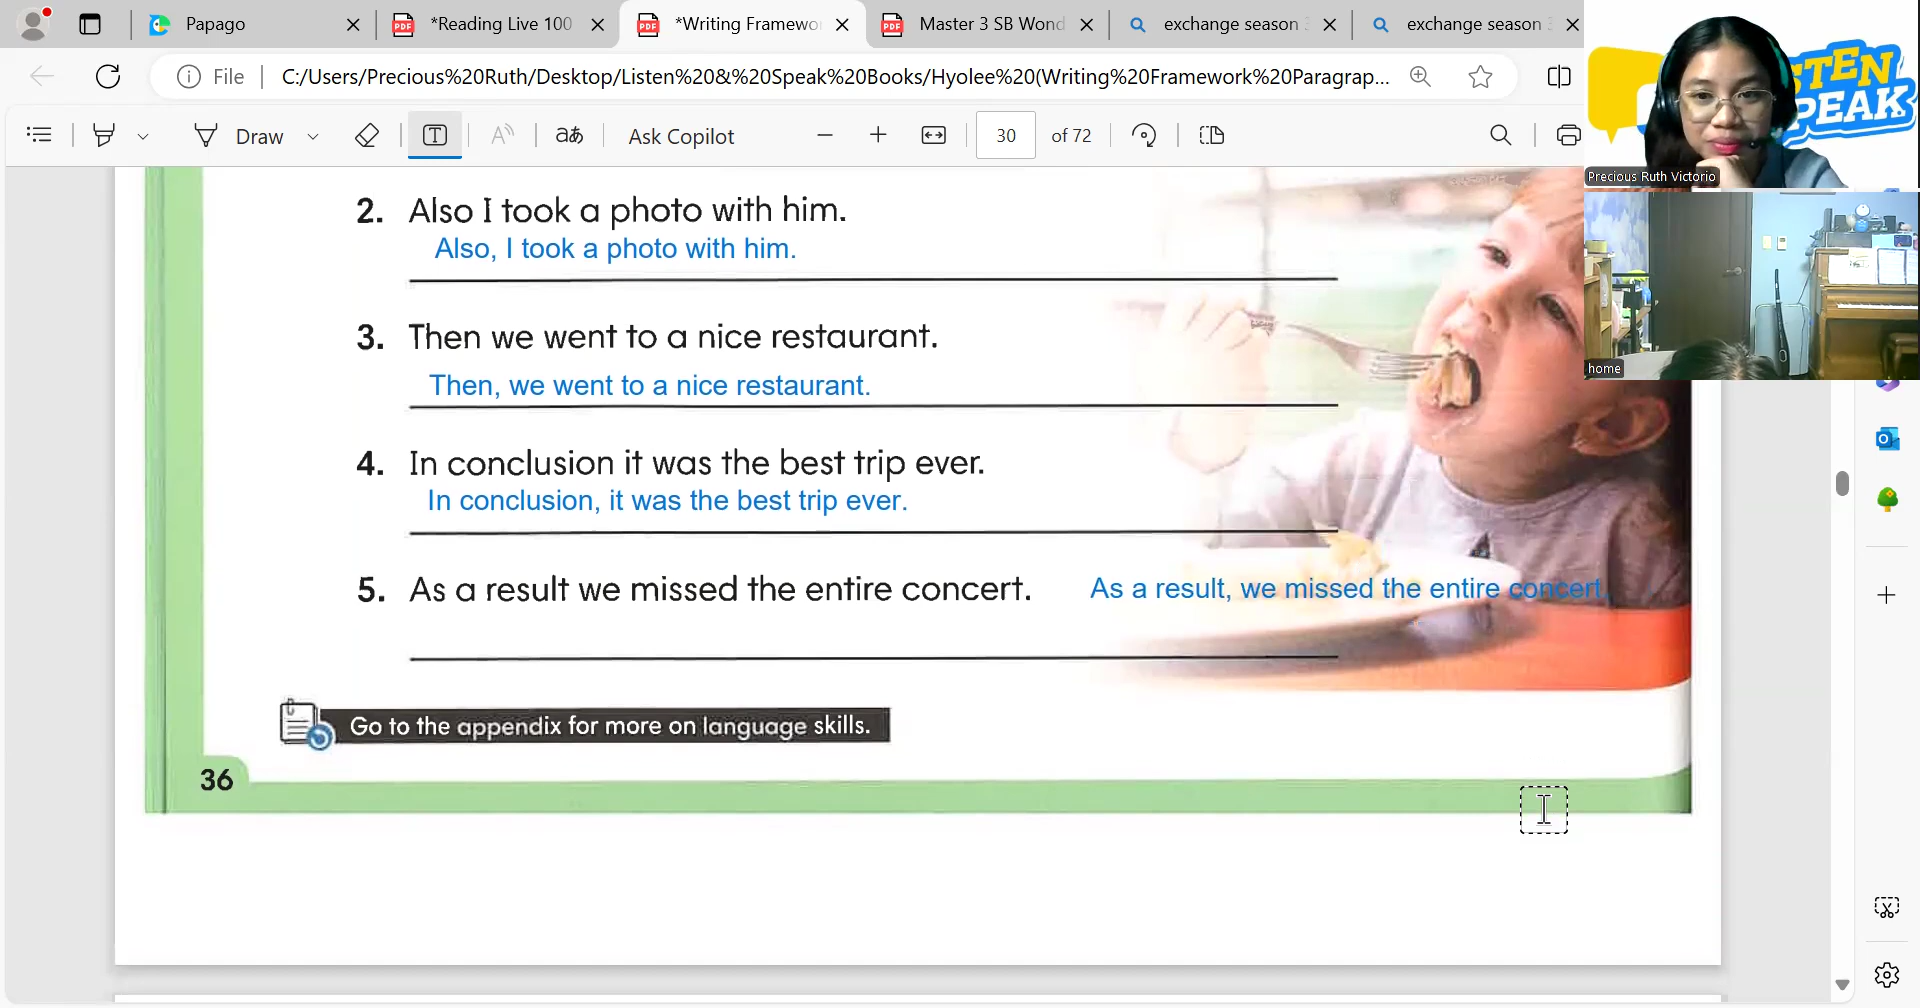 Papago
*Reading Live 100
*Writing Framewo
Master 3 SB Wond
exchange season
exchange season
File
C:/Users/Precious%20Ruth/Desktop/Listen%20&%20Speak%20Books/Hyolee%20(Writing%20Framework%20Paragrap...
Draw
Ask Copilot
30
of 72
STEN
PEAK
Precious Ruth Victorio
home
2. Also I took a photo with him.
Also, I took a photo with him.
3. Then we went to a nice restaurant.
Then, we went to a nice restaurant.
4. In conclusion it was the best trip ever.
In conclusion, it was the best trip ever.
5. As a result we missed the entire concert.
As a result, we missed the entire concert.
Go to the appendix for more on language skills.
36